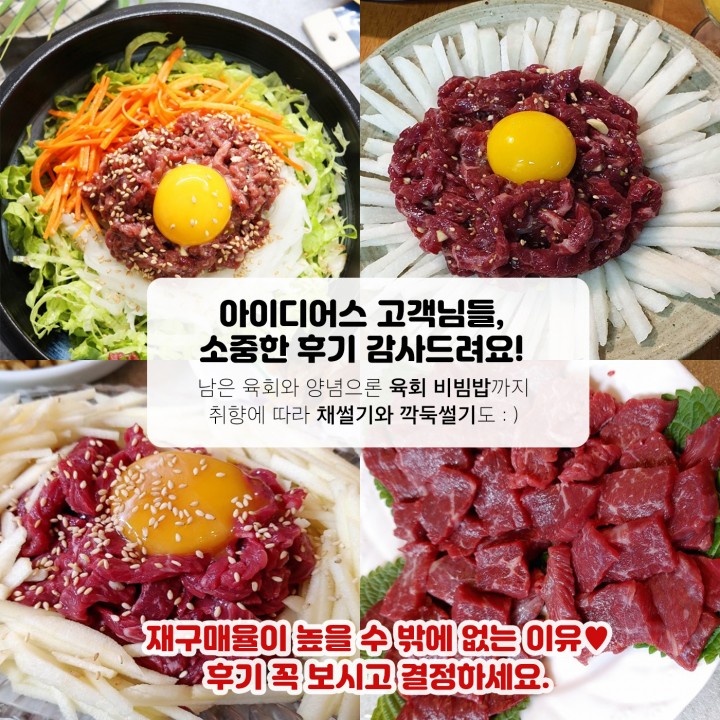 아이디어스 고객님들,
소중한 후기 감사드려요!
남은 육회와 양념으론 육회 비빔밥까지
취향에 따라 채썰기와 깍둑썰기도 : )
재구매율이 높을 수 밖에 없는 이유♥
후기 꼭 보시고 결정하세요.